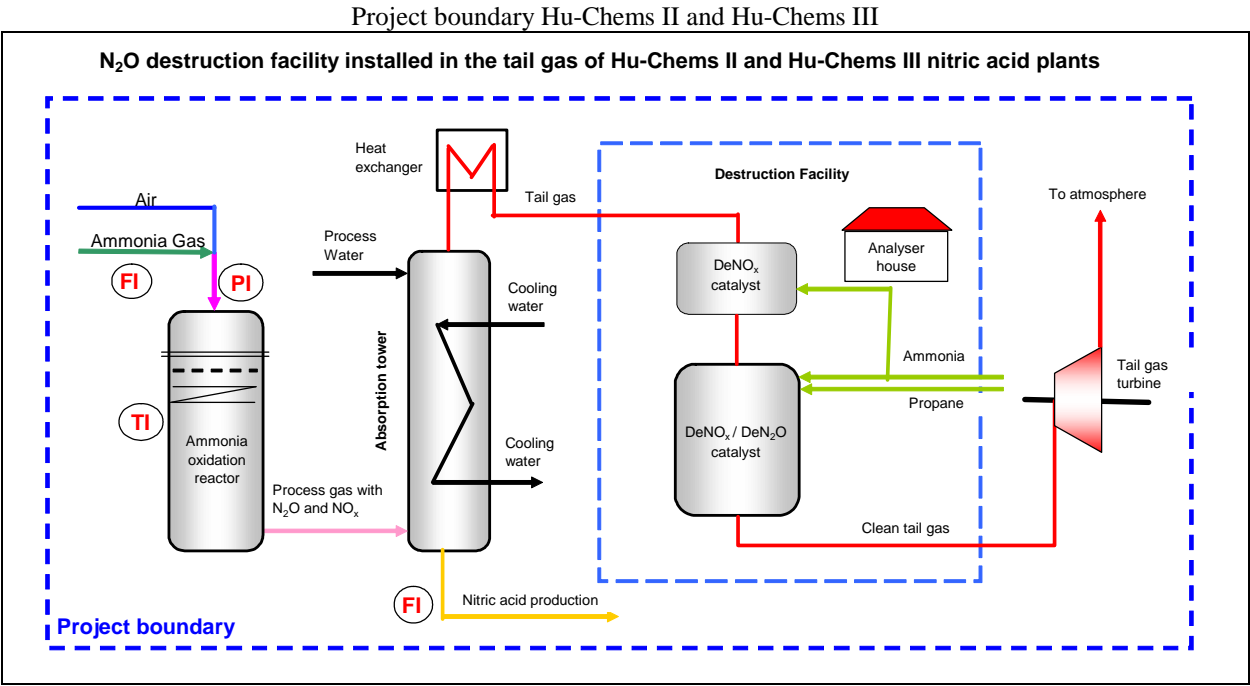 Project boundary Hu-Chems II and Hu-Chems III
N₂O destruction facility installed in the tail gas of Hu-Chems II and Hu-Chems III nitric acid plants
Heat
exchanger
Destruction Facility
Air
Tail gas
To atmosphere
Ammonia Gas
Process
Water
Analyser
house
DeNOₓ
catalyst
FI
PI
Cooling
water
Ammonia
Tail gas
turbine
Propane
Absorption tower
TI
Ammonia
oxidation
reactor
DeNOₓ / DeN₂O
catalyst
Cooling
water
Process gas with
N₂O and NOₓ
Clean tail gas
FI
Nitric acid production
Project boundary